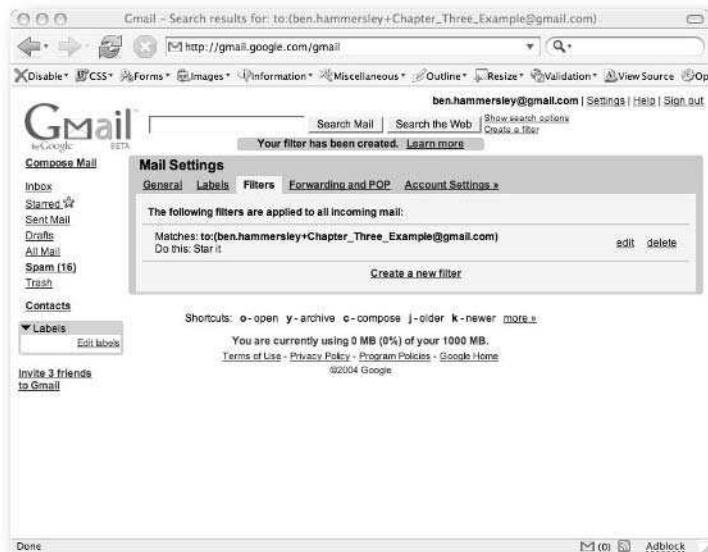 Gmail - Search results for: to:(ben.hammersley+Chapter_Three_Example@gmail.com)
http://gmail.google.com/gmail
Disable CSS Forms Images Information Miscellaneous Outline Resize Validation View Source Op
ben.hammersley@gmail.com | Settings | Help | Sign out
Gmail
by Google BETA
Search Mail Search the Web Show search options
Create a filter
Your filter has been created. Learn more
Compose Mail
Inbox
Starred
Sent Mail
Drafts
All Mail
Spam (16)
Trash
Contacts
Labels
Edit labels
Invite 3 friends
to Gmail
Mail Settings
General Labels Filters Forwarding and POP Account Settings »
The following filters are applied to all incoming mail:
Matches: to:(ben.hammersley+Chapter_Three_Example@gmail.com)
Do this: Star it
edit delete
Create a new filter
Shortcuts: o - open y - archive c - compose j - older k - newer more »
You are currently using 0 MB (0%) of your 1000 MB.
Terms of Use - Privacy Policy - Program Policies - Google Home
©2004 Google
Done
(0) Adblock